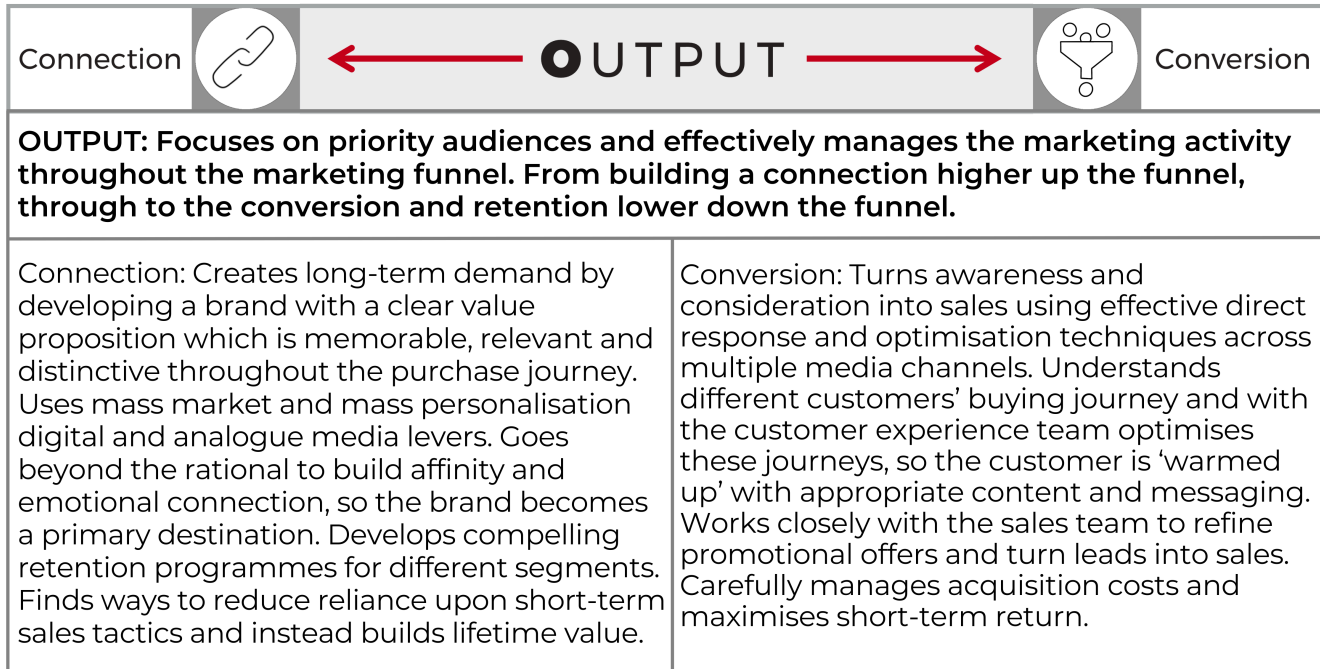 Connection
OUTPUT
Conversion
OUTPUT: Focuses on priority audiences and effectively manages the marketing activity
throughout the marketing funnel. From building a connection higher up the funnel,
through to the conversion and retention lower down the funnel.
Connection: Creates long-term demand by
developing a brand with a clear value
proposition which is memorable, relevant and
distinctive throughout the purchase journey.
Uses mass market and mass personalisation
digital and analogue media levers. Goes
beyond the rational to build affinity and
emotional connection, so the brand becomes
a primary destination. Develops compelling
retention programmes for different segments.
Finds ways to reduce reliance upon short-term
sales tactics and instead builds lifetime value.
Conversion: Turns awareness and
consideration into sales using effective direct
response and optimisation techniques across
multiple media channels. Understands
different customers’ buying journey and with
the customer experience team optimises
these journeys, so the customer is ‘warmed
up’ with appropriate content and messaging.
Works closely with the sales team to refine
promotional offers and turn leads into sales.
Carefully manages acquisition costs and
maximises short-term return.